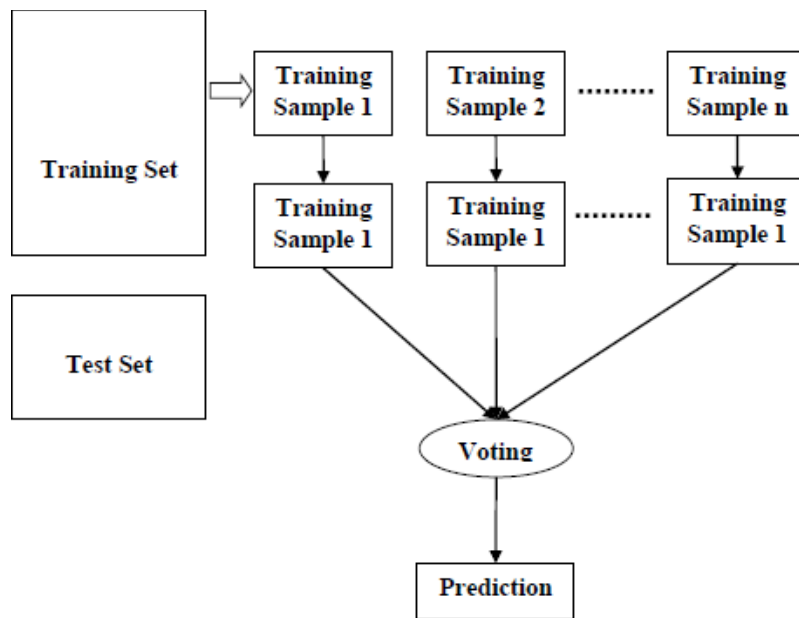 Training
Sample 1
Training
Sample 2
Training
Sample n
Training Set
Training
Sample 1
Training
Sample 1
Training
Sample 1
Test Set
Voting
Prediction